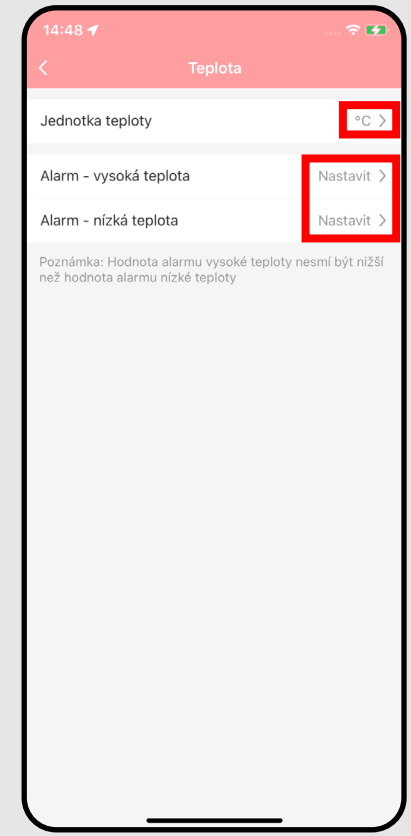 14:48
Teplota
Jednotka teploty °C
Alarm - vysoká teplota Nastavit
Alarm - nízká teplota Nastavit
Poznámka: Hodnota alarmu vysoké teploty nesmí být nižší
než hodnota alarmu nízké teploty